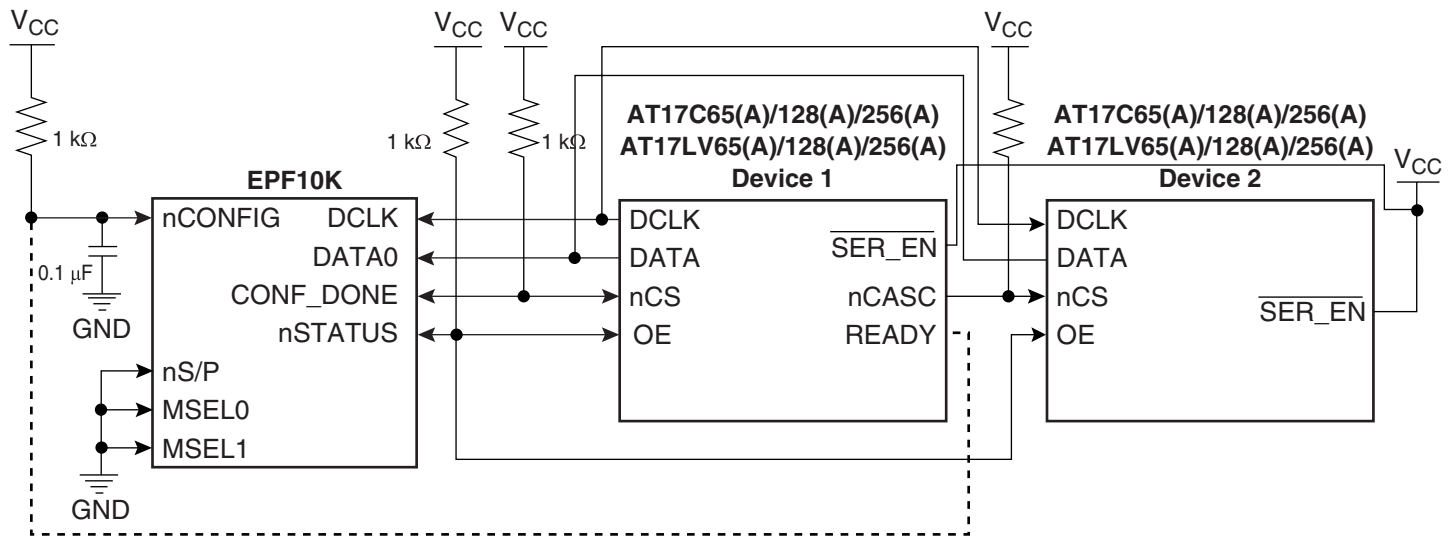 VCC
VCC
VCC
VCC
1 kΩ
1 kΩ
1 kΩ
AT17C65(A)/128(A)/256(A)
AT17LV65(A)/128(A)/256(A)
Device 1
AT17C65(A)/128(A)/256(A)
AT17LV65(A)/128(A)/256(A)
Device 2
VCC
EPF10K
nCONFIG
DCLK
DATA0
CONF_DONE
nSTATUS
nS/P
MSEL0
MSEL1
0.1 μF
GND
GND
DCLK
DATA
nCS
OE
SER_EN
nCASC
READY
DCLK
DATA
nCS
OE
SER_EN